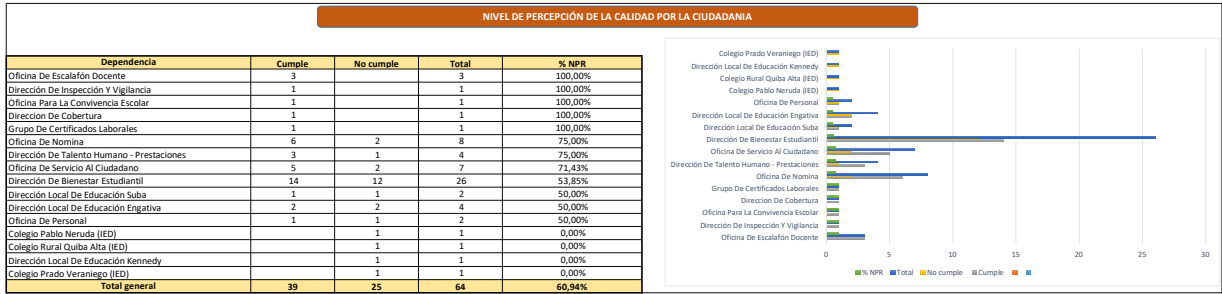 NIVEL DE PERCEPCIÓN DE LA CALIDAD POR LA CIUDADANIA
Dependencia Cumple No cumple Total % NPR
Oficina De Escalafón Docente 3 3 100,00%
Dirección De Inspección Y Vigilancia 1 1 100,00%
Oficina Para La Convivencia Escolar 1 1 100,00%
Direccion De Cobertura 1 1 100,00%
Grupo De Certificados Laborales 1 1 100,00%
Oficina De Nomina 6 2 8 75,00%
Dirección De Talento Humano - Prestaciones 3 1 4 75,00%
Oficina De Servicio Al Ciudadano 5 2 7 71,43%
Dirección De Bienestar Estudiantil 14 12 26 53,85%
Dirección Local De Educación Suba 1 1 2 50,00%
Dirección Local De Educación Engativa 2 2 4 50,00%
Oficina De Personal 1 1 2 50,00%
Colegio Pablo Neruda (IED) 1 1 0,00%
Colegio Rural Quiba Alta (IED) 1 1 0,00%
Dirección Local De Educación Kennedy 1 1 0,00%
Colegio Prado Veraniego (IED) 1 1 0,00%
Total general 39 25 64 60,94%
Colegio Prado Veraniego (IED)
Dirección Local De Educación Kennedy
Colegio Rural Quiba Alta (IED)
Colegio Pablo Neruda (IED)
Oficina De Personal
Dirección Local De Educación Engativa
Dirección Local De Educación Suba
Dirección De Bienestar Estudiantil
Oficina De Servicio Al Ciudadano
Dirección De Talento Humano - Prestaciones
Oficina De Nomina
Grupo De Certificados Laborales
Direccion De Cobertura
Oficina Para La Convivencia Escolar
Dirección De Inspección Y Vigilancia
Oficina De Escalafón Docente
0 5 10 15 20 25 30
% NPR Total No cumple Cumple